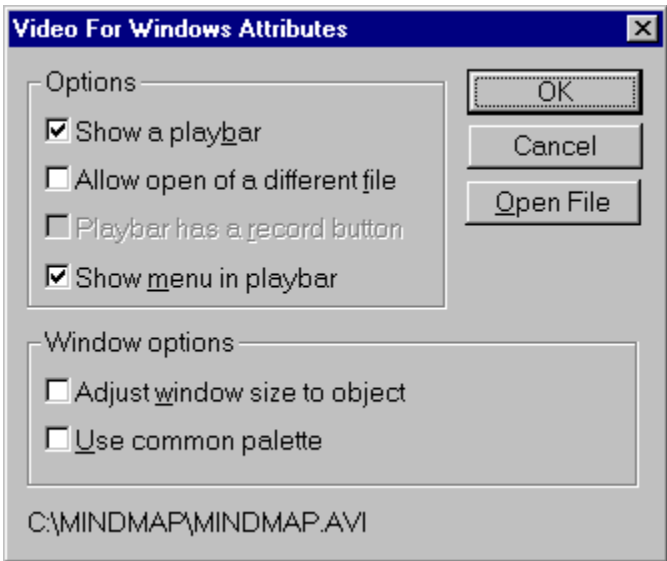 Video For Windows Attributes
Options
Show a playbar
Allow open of a different file
Playbar has a record button
Show menu in playbar
OK
Cancel
Open File
Window options
Adjust window size to object
Use common palette
C:\MINDMAP\MINDMAP.AVI